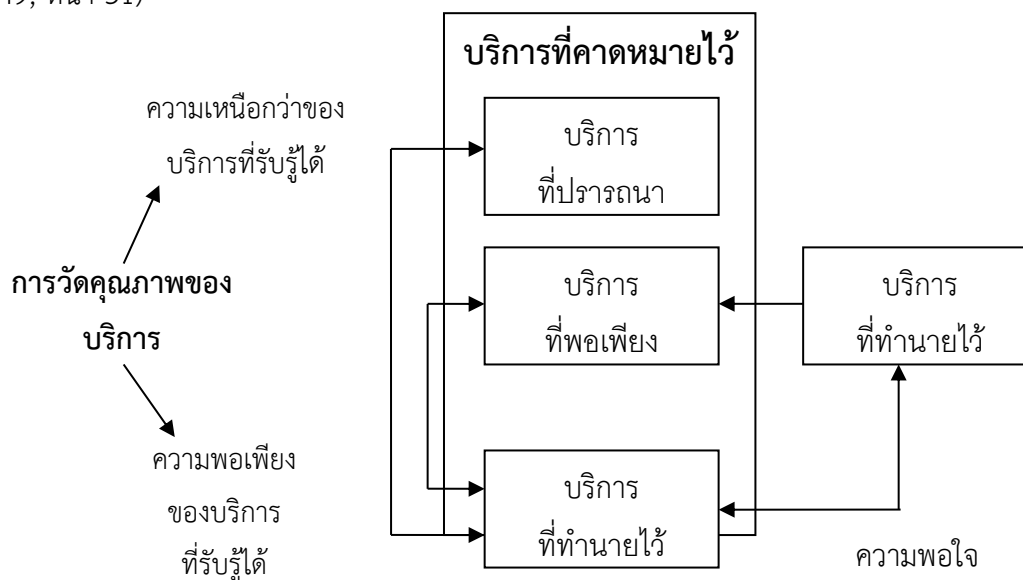 หน้า 31)
บริการที่คาดหมายไว้
ความเหนือกว่าของ
บริการที่รับรู้ได้
บริการ
ที่ปรารถนา
การวัดคุณภาพของ
บริการ
บริการ
ที่พอเพียง
บริการ
ที่ทำนายไว้
ความพอเพียง
ของบริการ
ที่รับรู้ได้
บริการ
ที่ทำนายไว้
ความพอใจ